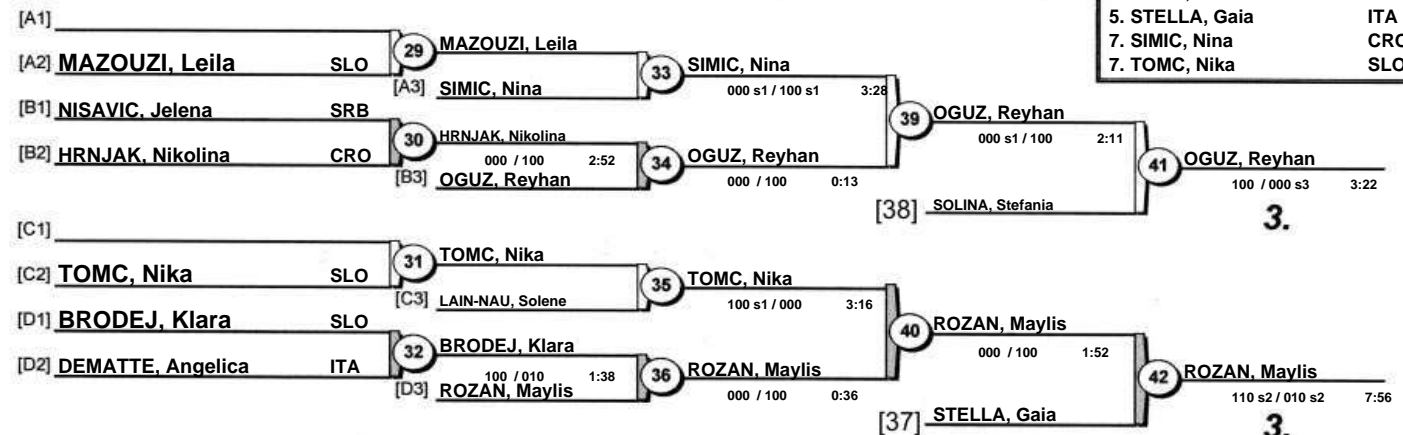 5. STELLA, Gaia ITA
7. SIMIC, Nina CRO
7. TOMC, Nika SLO
[A1]
[A2] MAZOUZI, Leila SLO
29 MAZOUZI, Leila
[A3] SIMIC, Nina
33 SIMIC, Nina
000 s1 / 100 s1 3:28
[B1] NISAVIC, Jelena SRB
[B2] HRNJAK, Nikolina CRO
30 HRNJAK, Nikolina
000 / 100 2:52
[B3] OGUZ, Reyhan
34 OGUZ, Reyhan
000 / 100 0:13
39 OGUZ, Reyhan
000 s1 / 100 2:11
[38] SOLINA, Stefania
41 OGUZ, Reyhan
100 / 000 s3 3:22
3.
[C1]
[C2] TOMC, Nika SLO
31 TOMC, Nika
[C3] LAIN-NAU, Solene
35 TOMC, Nika
100 s1 / 000 3:16
[D1] BRODEJ, Klara SLO
[D2] DEMATTE, Angelica ITA
32 BRODEJ, Klara
100 / 010 1:38
[D3] ROZAN, Maylis
36 ROZAN, Maylis
000 / 100 0:36
40 ROZAN, Maylis
000 / 100 1:52
[37] STELLA, Gaia
42 ROZAN, Maylis
110 s2 / 010 s2 7:56
3.